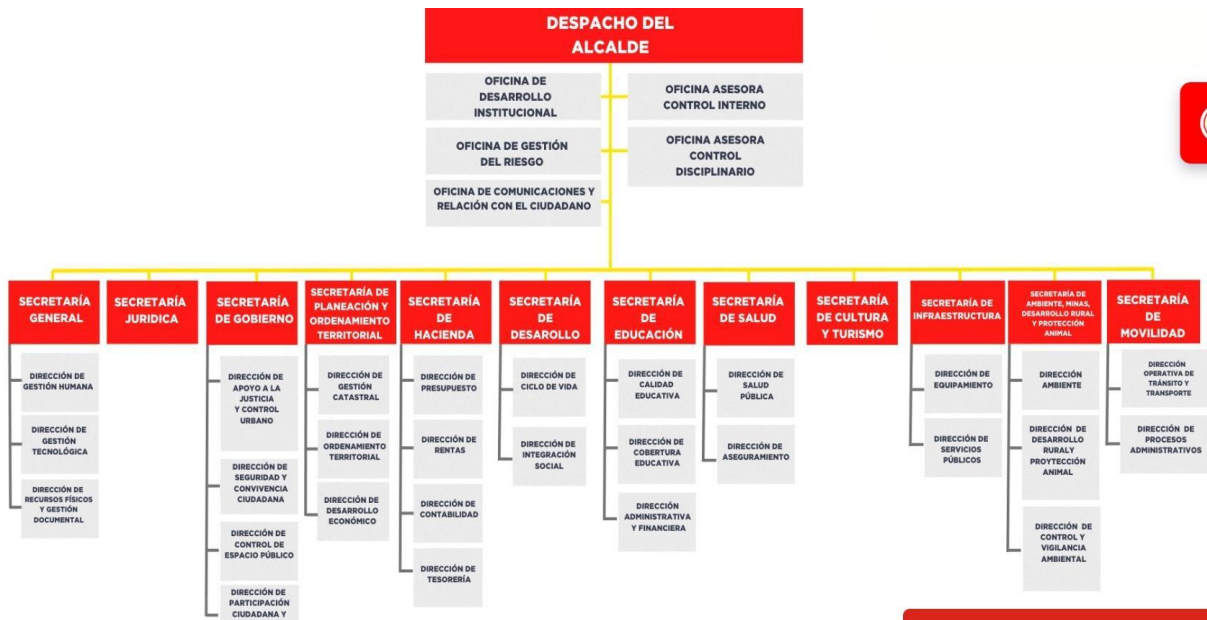 DESPACHO DEL
ALCALDE
OFICINA DE
DESARROLLO
INSTITUCIONAL
OFICINA ASESORA
CONTROL INTERNO
OFICINA DE GESTIÓN
DEL RIESGO
OFICINA ASESORA
CONTROL
DISCIPLINARIO
OFICINA DE COMUNICACIONES Y
RELACIÓN CON EL CIUDADANO
SECRETARÍA
GENERAL
DIRECCIÓN DE
GESTIÓN HUMANA
DIRECCIÓN DE
GESTIÓN
TECNOLÓGICA
DIRECCIÓN DE
RECURSOS FÍSICOS
Y GESTIÓN
DOCUMENTAL
SECRETARÍA
JURIDICA
SECRETARÍA
DE GOBIERNO
DIRECCIÓN DE
APOYO A LA
JUSTICIA
Y CONTROL
URBANO
DIRECCIÓN DE
SEGURIDAD Y
CONVIVENCIA
CIUDADANA
DIRECCIÓN DE
CONTROL DE
ESPACIO PÚBLICO
DIRECCIÓN DE
PARTICIPACIÓN
CIUDADANA Y
SECRETARÍA DE
PLANEACIÓN Y
ORDENAMIENTO
TERRITORIAL
DIRECCIÓN DE
GESTIÓN
CATASTRAL
DIRECCIÓN DE
ORDENAMIENTO
TERRITORIAL
DIRECCIÓN DE
DESARROLLO
ECONÓMICO
SECRETARÍA
DE
HACIENDA
DIRECCIÓN DE
PRESUPUESTO
DIRECCIÓN DE
RENTAS
DIRECCIÓN DE
CONTABILIDAD
DIRECCIÓN DE
TESORERÍA
SECRETARÍA
DE
DESAROLLO
DIRECCIÓN DE
CICLO DE VIDA
DIRECCIÓN DE
INTEGRACIÓN
SOCIAL
SECRETARÍA
DE
EDUCACIÓN
DIRECCIÓN DE
CALIDAD
EDUCATIVA
DIRECCIÓN DE
COBERTURA
EDUCATIVA
DIRECCIÓN
ADMINISTRATIVA
Y FINANCIERA
SECRETARÍA
DE SALUD
DIRECCIÓN DE
SALUD
PÚBLICA
DIRECCIÓN DE
ASEGURAMIENTO
SECRETARÍA
DE CULTURA
Y TURISMO
SECRETARÍA DE
INFRAESTRUCTURA
DIRECCIÓN DE
EQUIPAMIENTO
DIRECCIÓN DE
SERVICIOS
PÚBLICOS
SECRETARÍA DE
AMBIENTE, MINAS,
DESARROLLO RURAL
Y PROTECCIÓN
ANIMAL
DIRECCIÓN
AMBIENTE
DIRECCIÓN DE
DESARROLLO
RURALY
PROYTECCIÓN
ANIMAL
DIRECCIÓN DE
CONTROL Y
VIGILANCIA
AMBIENTAL
SECRETARÍA
DE
MOVILIDAD
DIRECCIÓN
OPERATIVA DE
TRÁNSITO Y
TRANSPORTE
DIRECCIÓN DE
PROCESOS
ADMINISTRATIVOS